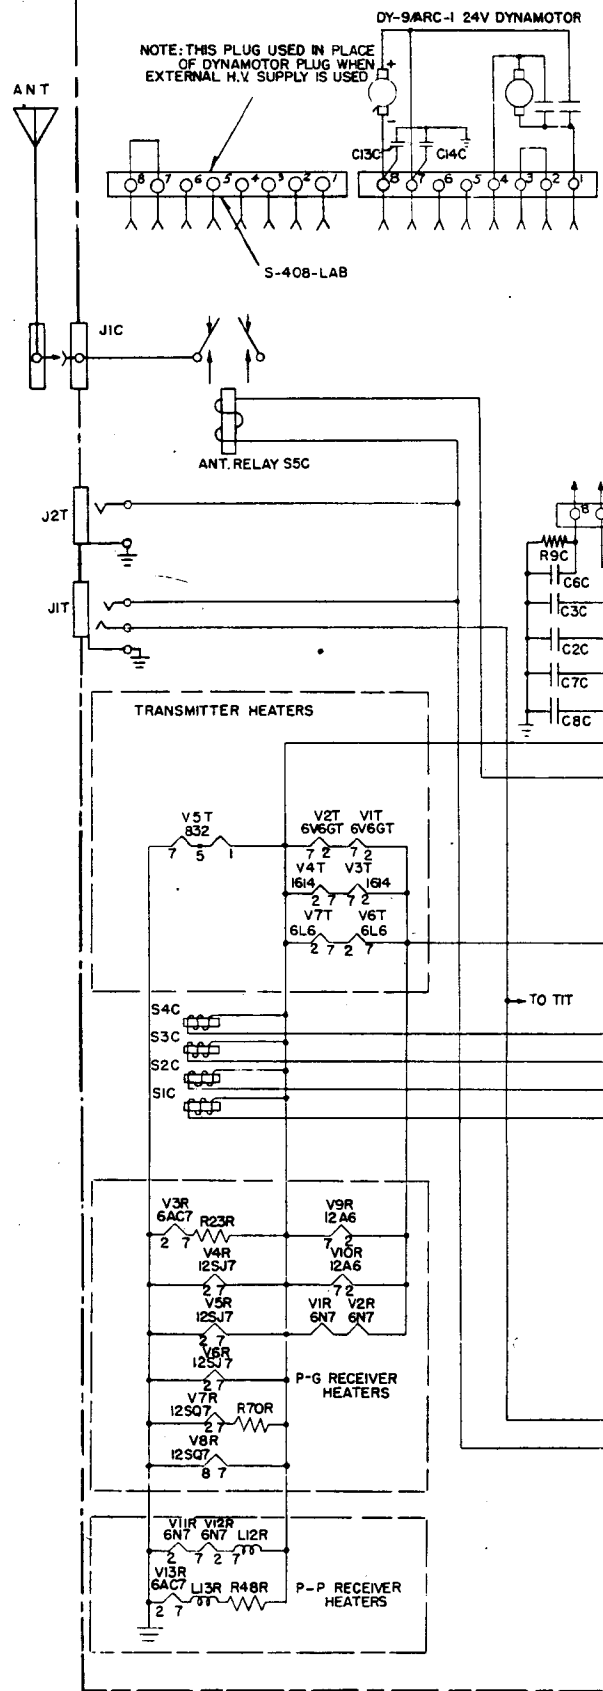 DY-9/ARC-1 24V DYNAMOTOR
NOTE: THIS PLUG USED IN PLACE
OF DYNAMOTOR PLUG WHEN
EXTERNAL H.V. SUPPLY IS USED
+
-
ANT
C13C
C14C
8 7 6 5 4 3 2 1
8 7 6 5 4 3 2 1
S-408-LAB
J1C
ANT. RELAY S5C
J2T
8
R9C
C6C
J1T
C3C
C2C
C7C
C8C
TRANSMITTER HEATERS
V5T
832
7 5 1
V2T V1T
6V6GT 6V6GT
7 2 7 2
V4T V3T
1614 1614
2 7 7 2
V7T V6T
6L6 6L6
2 7 2 7
S4C
TO T1T
S3C
S2C
S1C
V3R
6AC7 R23R
2 7
V9R
12A6
7 2
V4R
12SJ7
2 7
V10R
12A6
7 2
V5R
12SJ7
2 7
V1R V2R
6N7 6N7
V6R
12SJ7
2 7
P-G RECEIVER
HEATERS
V7R
12SQ7 R70R
2 7
V8R
12SQ7
8 7
V11R V12R
6N7 6N7 L12R
2 7 2 7
V13R
6AC7 L13R R48R
2 7
P-P RECEIVER
HEATERS